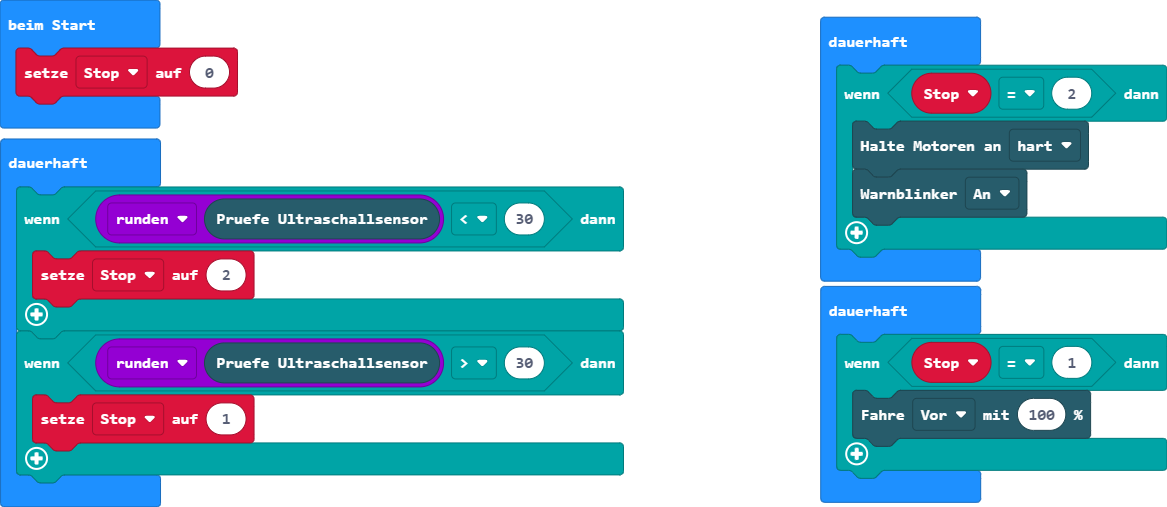 beim Start
setze Stop auf 0
dauerhaft
wenn runden Pruefe Ultraschallsensor < 30 dann
setze Stop auf 2
wenn runden Pruefe Ultraschallsensor > 30 dann
setze Stop auf 1
dauerhaft
wenn Stop = 2 dann
Halte Motoren an hart
Warnblinker An
dauerhaft
wenn Stop = 1 dann
Fahre Vor mit 100 %